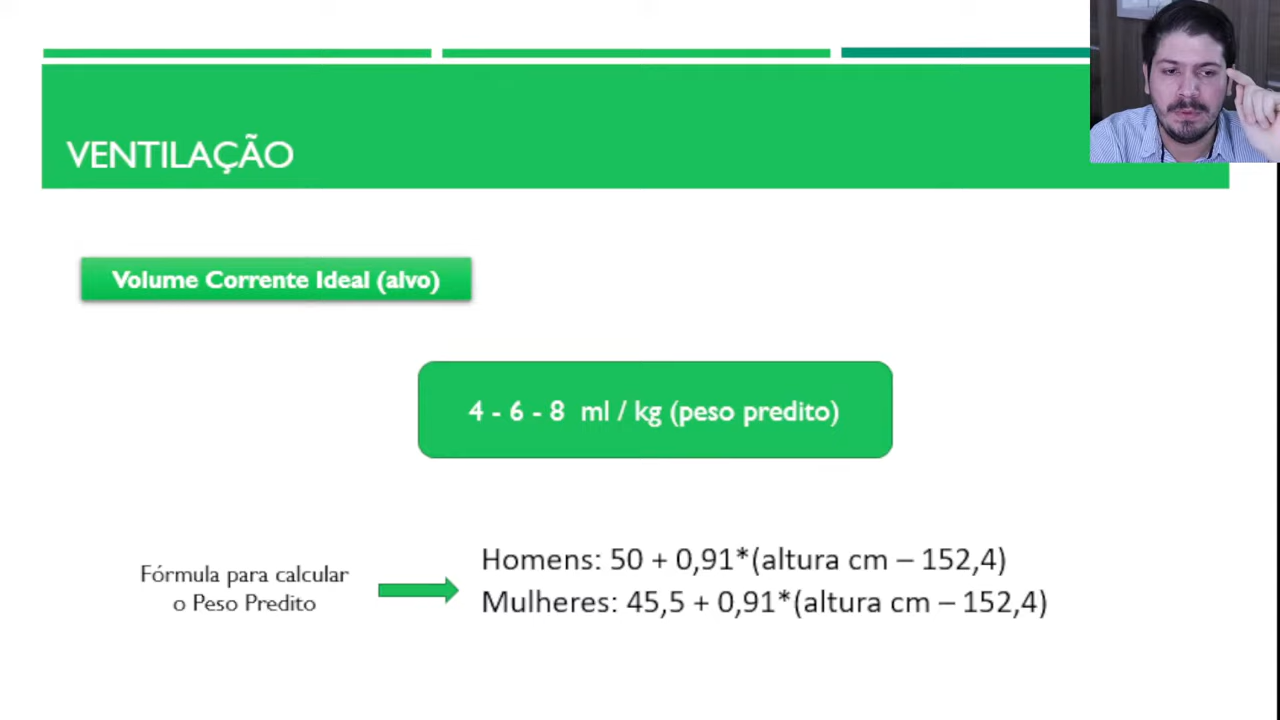 VENTILAÇÃO
Volume Corrente Ideal (alvo)
4 - 6 - 8 ml / kg (peso predito)
Fórmula para calcular
o Peso Predito
Homens: 50 + 0,91*(altura cm – 152,4)
Mulheres: 45,5 + 0,91*(altura cm – 152,4)